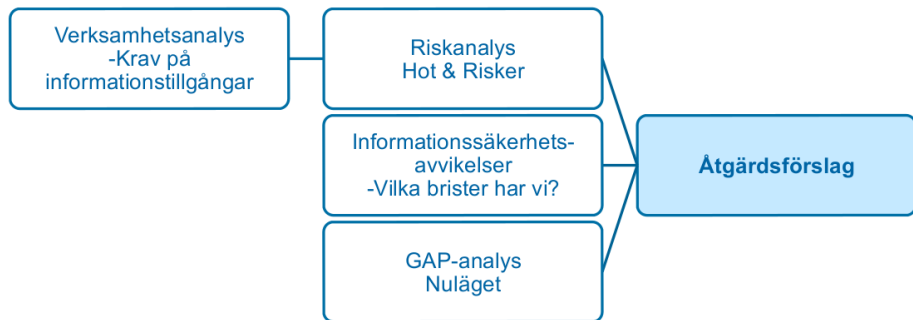 Verksamhetsanalys
-Krav på
informationstillgångar
Riskanalys
Hot & Risker
Informationssäkerhets-
avvikelser
-Vilka brister har vi?
GAP-analys
Nuläget
Åtgärdsförslag